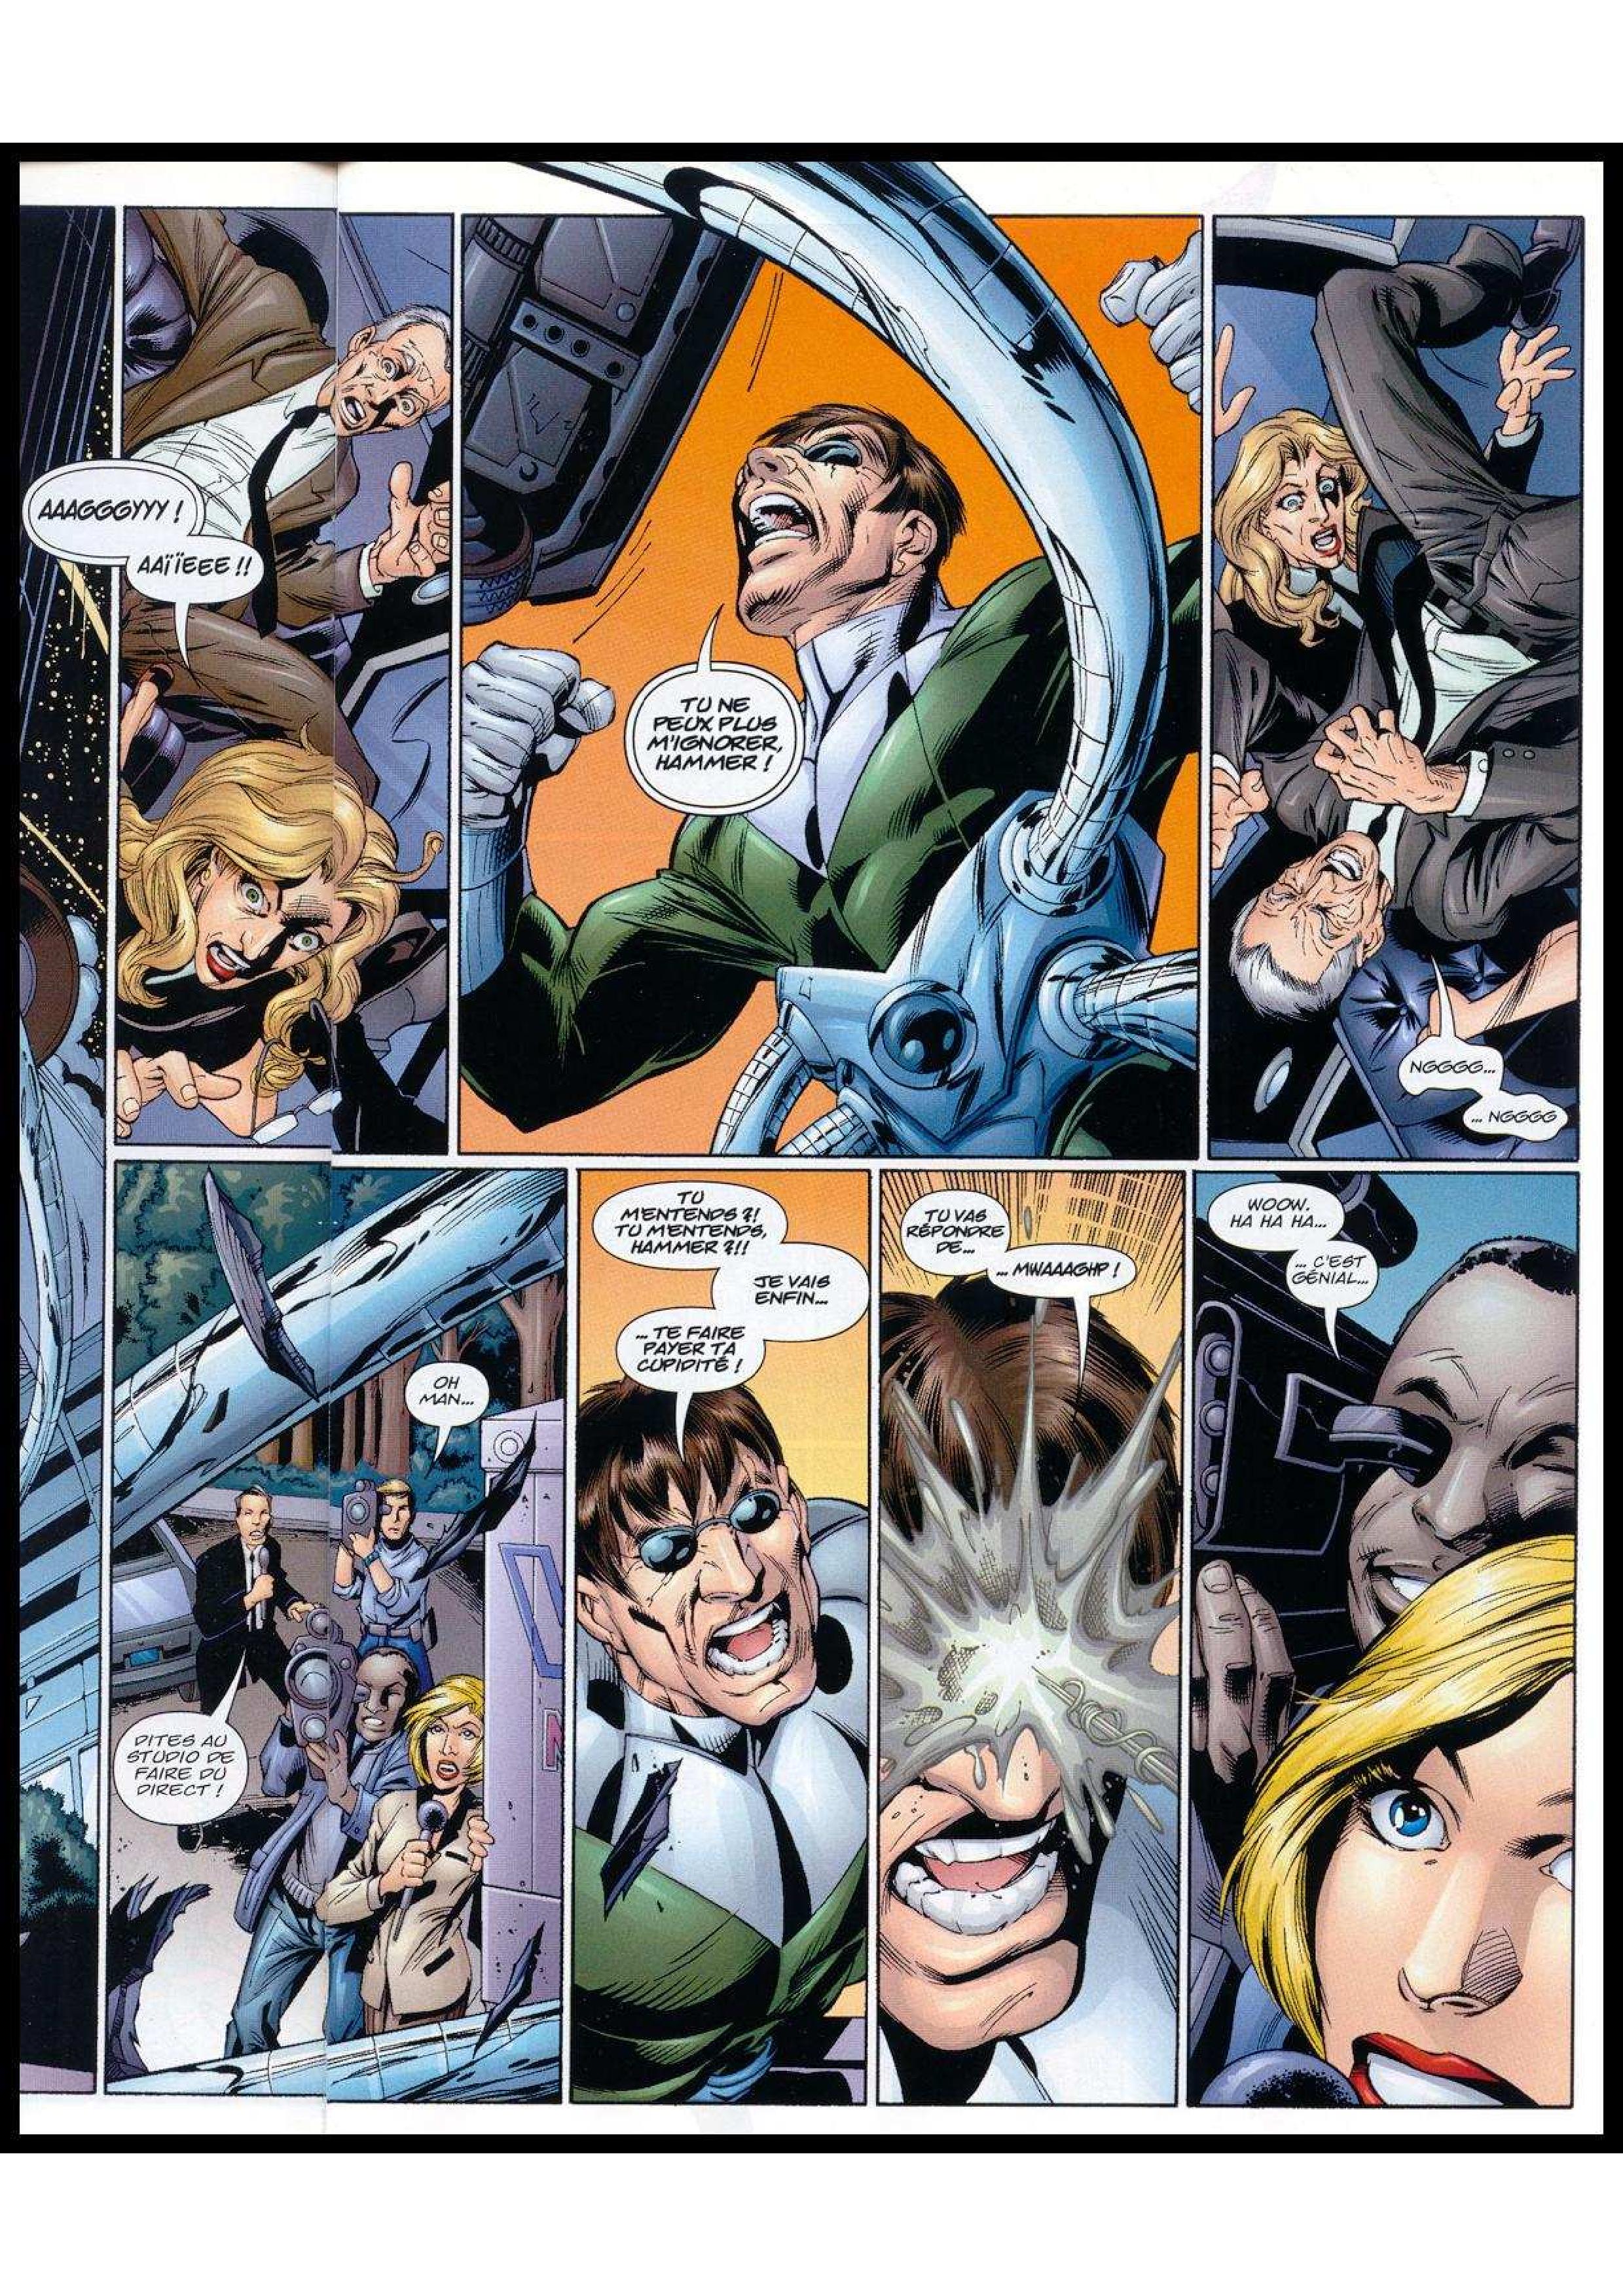 AAAGGGYYY !
AAÏÏEEE !!
TU NE
PEUX PLUS
M'IGNORER,
HAMMER !
NGGGG...
... NGGGG
OH
MAN...
DITES AU
STUDIO DE
FAIRE DU
DIRECT !
TU
M'ENTENDS ?!
TU M'ENTENDS,
HAMMER ?!!
JE VAIS
ENFIN...
... TE FAIRE
PAYER TA
CUPIDITÉ !
TU VAS
RÉPONDRE
DE...
... MWAAAGHP !
WOOW.
HA HA HA...
... C'EST
GÉNIAL...